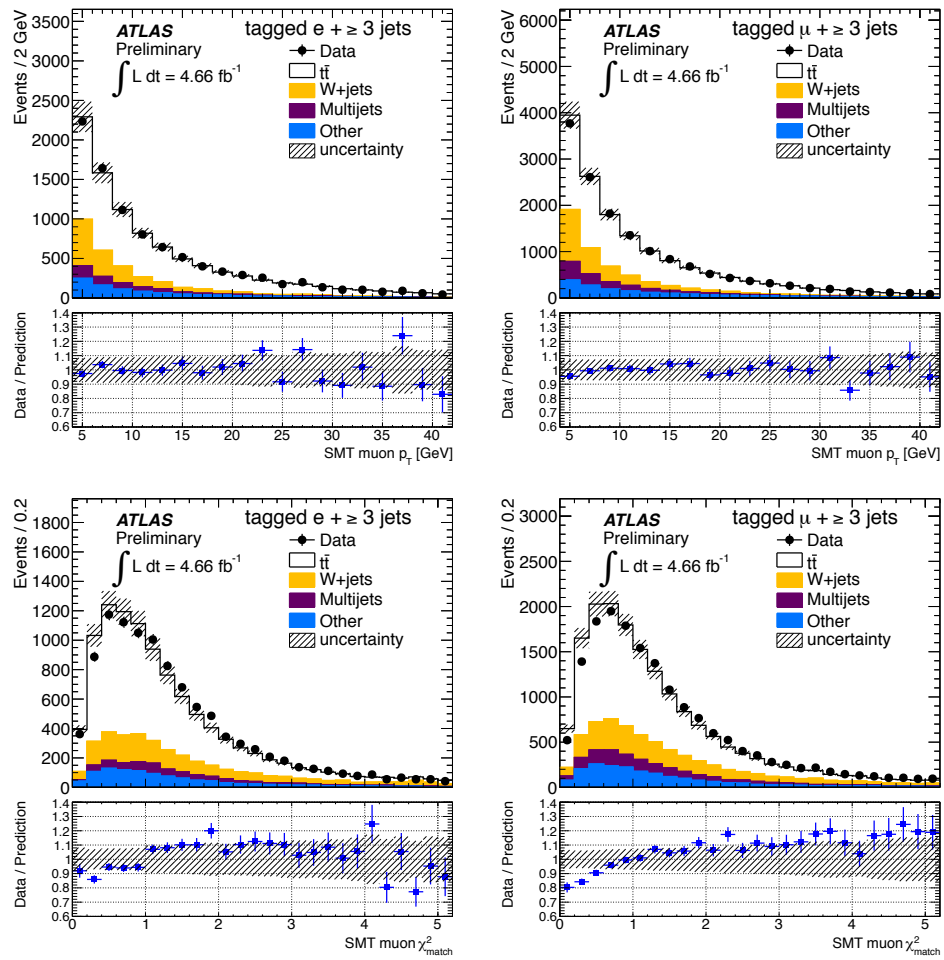 ATLAS
Preliminary
∫ L dt = 4.66 fb⁻¹
tagged e + ≥ 3 jets
Data
tt̄
W+jets
Multijets
Other
uncertainty
Events / 2 GeV
3500
3000
2500
2000
1500
1000
500
0
Data / Prediction
1.4
1.3
1.2
1.1
1
0.9
0.8
0.7
0.6
5 10 15 20 25 30 35 40
SMT muon p_T [GeV]
ATLAS
Preliminary
∫ L dt = 4.66 fb⁻¹
tagged μ + ≥ 3 jets
Data
tt̄
W+jets
Multijets
Other
uncertainty
Events / 2 GeV
6000
5000
4000
3000
2000
1000
0
Data / Prediction
1.4
1.3
1.2
1.1
1
0.9
0.8
0.7
0.6
5 10 15 20 25 30 35 40
SMT muon p_T [GeV]
ATLAS
Preliminary
∫ L dt = 4.66 fb⁻¹
tagged e + ≥ 3 jets
Data
tt̄
W+jets
Multijets
Other
uncertainty
Events / 0.2
1800
1600
1400
1200
1000
800
600
400
200
0
Data / Prediction
1.4
1.3
1.2
1.1
1
0.9
0.8
0.7
0.6
0 1 2 3 4 5
SMT muon χ²_match
ATLAS
Preliminary
∫ L dt = 4.66 fb⁻¹
tagged μ + ≥ 3 jets
Data
tt̄
W+jets
Multijets
Other
uncertainty
Events / 0.2
3000
2500
2000
1500
1000
500
0
Data / Prediction
1.4
1.3
1.2
1.1
1
0.9
0.8
0.7
0.6
0 1 2 3 4 5
SMT muon χ²_match